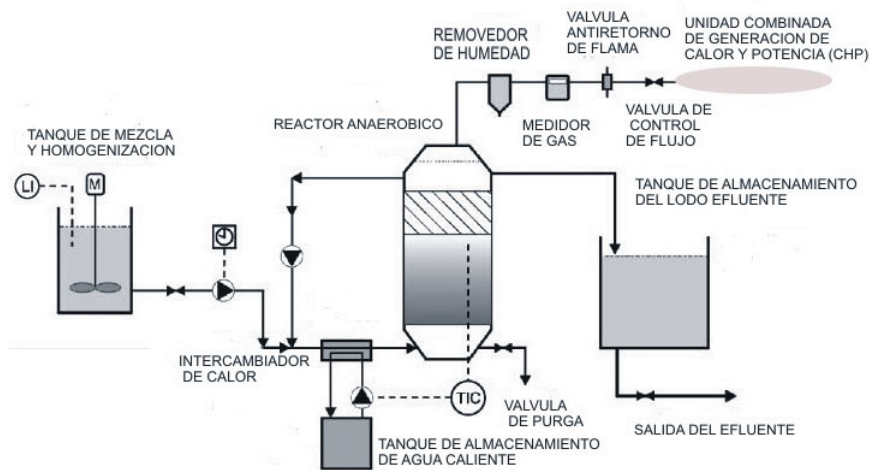 REMOVEDOR
DE HUMEDAD
VALVULA
ANTIRETORNO
DE FLAMA
UNIDAD COMBINADA
DE GENERACION DE
CALOR Y POTENCIA (CHP)
REACTOR ANAEROBICO
MEDIDOR
DE GAS
VALVULA DE
CONTROL
DE FLUJO
TANQUE DE MEZCLA
Y HOMOGENIZACION
LI
M
TANQUE DE ALMACENAMIENTO
DEL LODO EFLUENTE
INTERCAMBIADOR
DE CALOR
TIC
VALVULA
DE PURGA
TANQUE DE ALMACENAMIENTO
DE AGUA CALIENTE
SALIDA DEL EFLUENTE